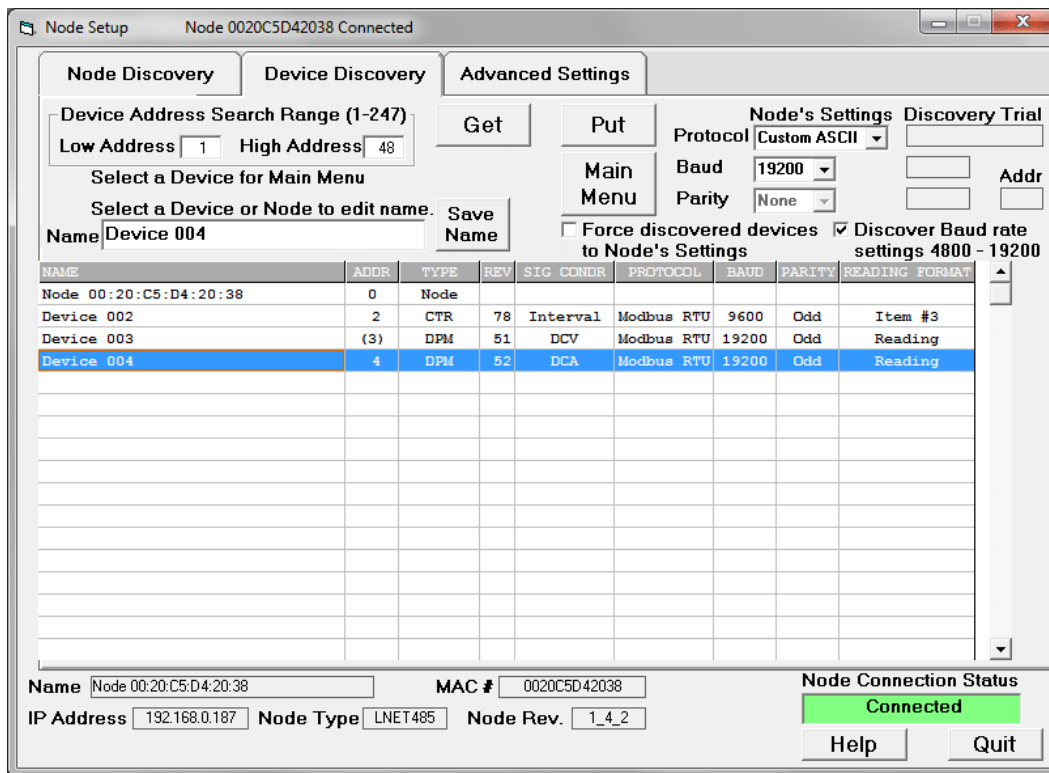 Node Setup Node 0020C5D42038 Connected
Node Discovery Device Discovery Advanced Settings
Device Address Search Range (1-247)
Low Address 1 High Address 48
Get
Put
Node's Settings Discovery Trial
Protocol Custom ASCII
Select a Device for Main Menu
Main Menu
Baud 19200
Addr
Select a Device or Node to edit name.
Parity None
Name Device 004
Save Name
Force discovered devices to Node's Settings
Discover Baud rate settings 4800 - 19200
NAME ADDR TYPE REV SIG CONDR PROTOCOL BAUD PARITY READING FORMAT
Node 00:20:C5:D4:20:38 0 Node
Device 002 2 CTR 78 Interval Modbus RTU 9600 Odd Item #3
Device 003 (3) DPM 51 DCV Modbus RTU 19200 Odd Reading
Device 004 4 DPM 52 DCA Modbus RTU 19200 Odd Reading
Name Node 00:20:C5:D4:20:38 MAC # 0020C5D42038
Node Connection Status
Connected
IP Address 192.168.0.187 Node Type LNET485 Node Rev. 1_4_2
Help Quit